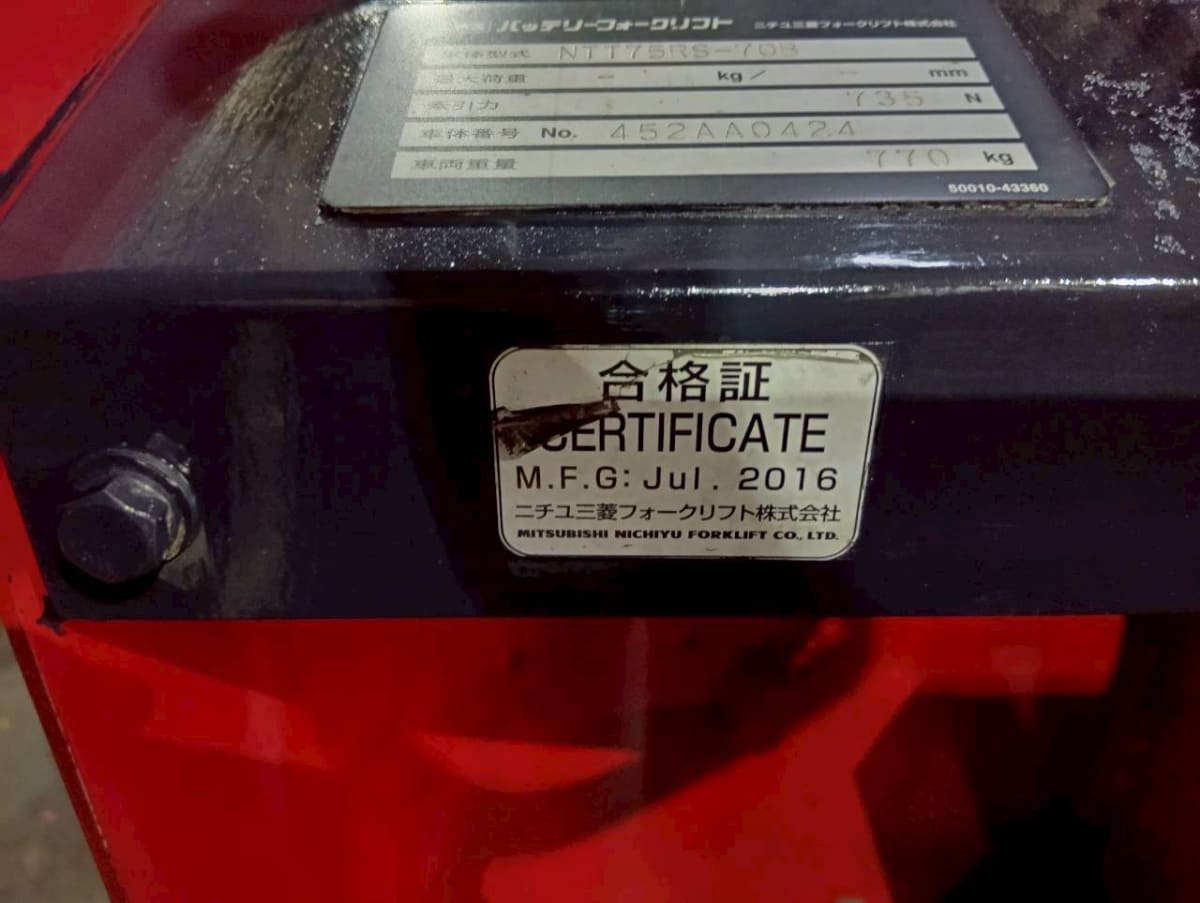 バッテリーフォークリフト ニチユ三菱フォークリフト株式会社
車体型式 NTT75RS-70B
最大荷重 - kg / - mm
牽引力 735 N
車体番号 No. 452AA0424
車両重量 770 kg
50010-43360
合格証
CERTIFICATE
M.F.G: Jul. 2016
ニチユ三菱フォークリフト株式会社
MITSUBISHI NICHIYU FORKLIFT CO., LTD.